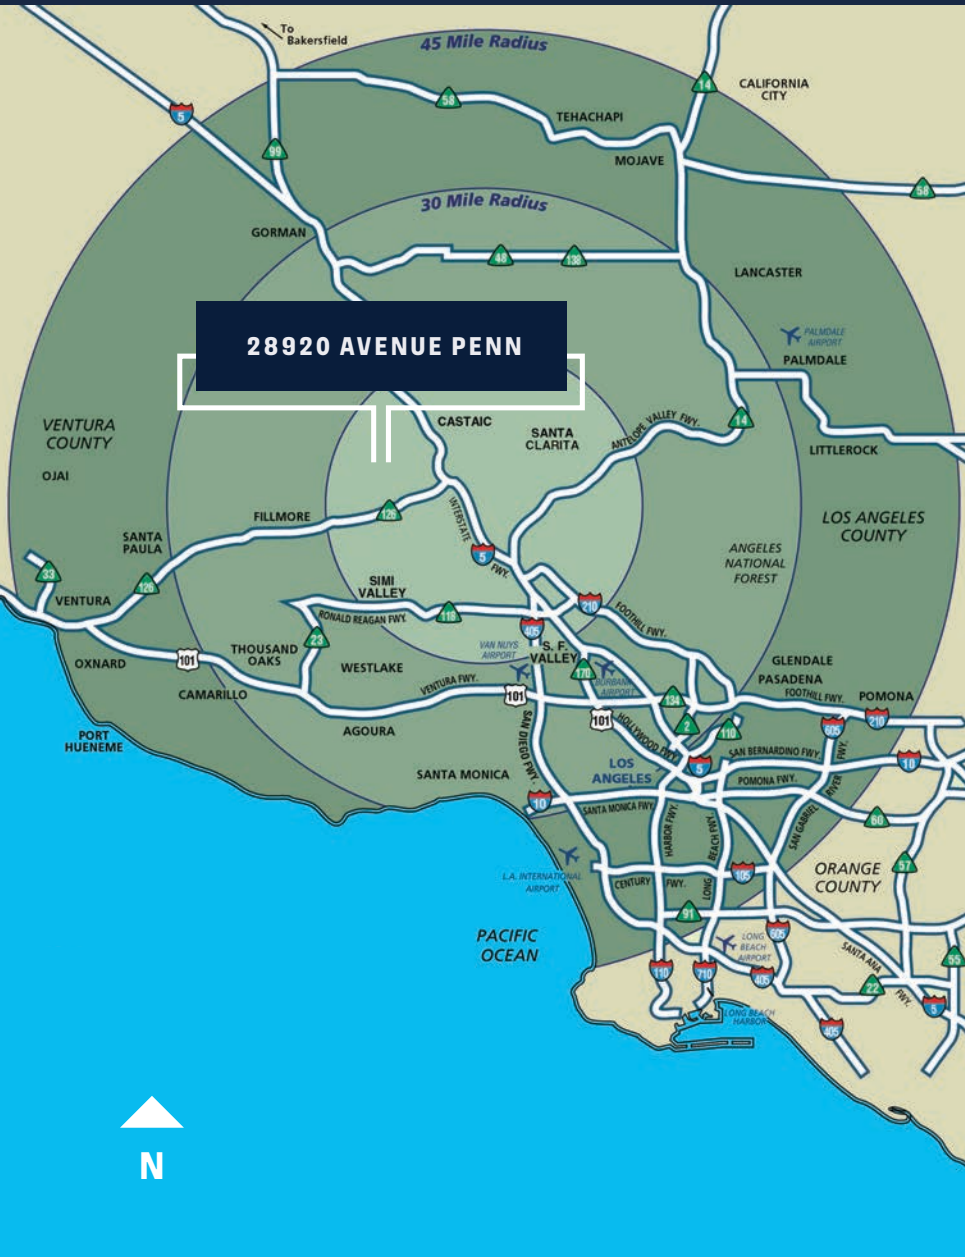 To
Bakersfield
45 Mile Radius
14
CALIFORNIA
CITY
5
58
TEHACHAPI
99
MOJAVE
58
30 Mile Radius
GORMAN
48
138
LANCASTER
28920 AVENUE PENN
PALMDALE
AIRPORT
PALMDALE
VENTURA
COUNTY
CASTAIC
SANTA
CLARITA
ANTELOPE VALLEY FWY.
14
LITTLEROCK
OJAI
126
FILLMORE
INTERSTATE
5
FWY.
LOS ANGELES
COUNTY
SANTA
PAULA
ANGELES
NATIONAL
FOREST
33
126
VENTURA
SIMI
VALLEY
RONALD REAGAN FWY.
118
210
FOOTHILL FWY.
405
23
THOUSAND
OAKS
VAN NUYS
AIRPORT
S. F.
VALLEY
170
BURBANK
AIRPORT
OXNARD
101
WESTLAKE
GLENDALE
PASADENA
FOOTHILL FWY.
POMONA
CAMARILLO
VENTURA FWY.
101
134
101
HOLLYWOOD FWY.
2
110
605
210
PORT
HUENEME
AGOURA
SAN DIEGO FWY.
SAN BERNARDINO FWY.
10
SANTA MONICA
LOS
ANGELES
5
POMONA FWY.
10
SANTA MONICA FWY.
HARBOR FWY.
LONG BEACH FWY.
SAN GABRIEL RIVER FWY.
60
L.A. INTERNATIONAL
AIRPORT
CENTURY FWY.
105
ORANGE
COUNTY
57
91
PACIFIC
OCEAN
605
LONG
BEACH
AIRPORT
SANTA ANA
FWY.
55
110
710
405
22
5
LONG BEACH
HARBOR
405
N